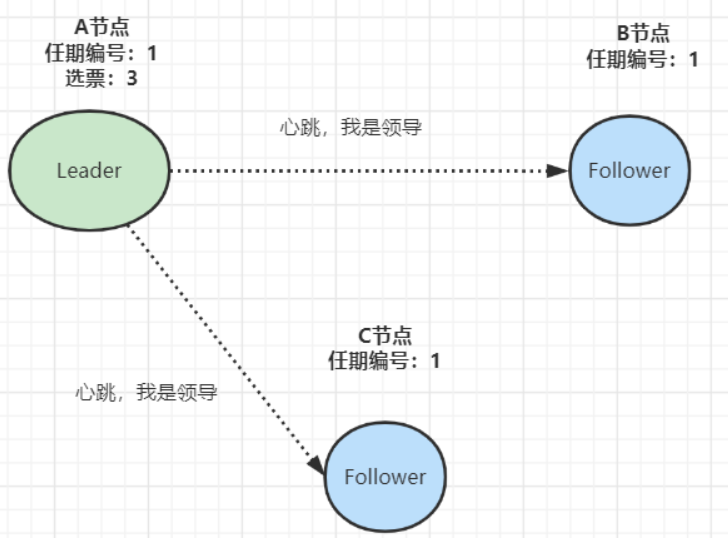 A节点
任期编号：1
选票：3
Leader
心跳，我是领导
B节点
任期编号：1
Follower
心跳，我是领导
C节点
任期编号：1
Follower